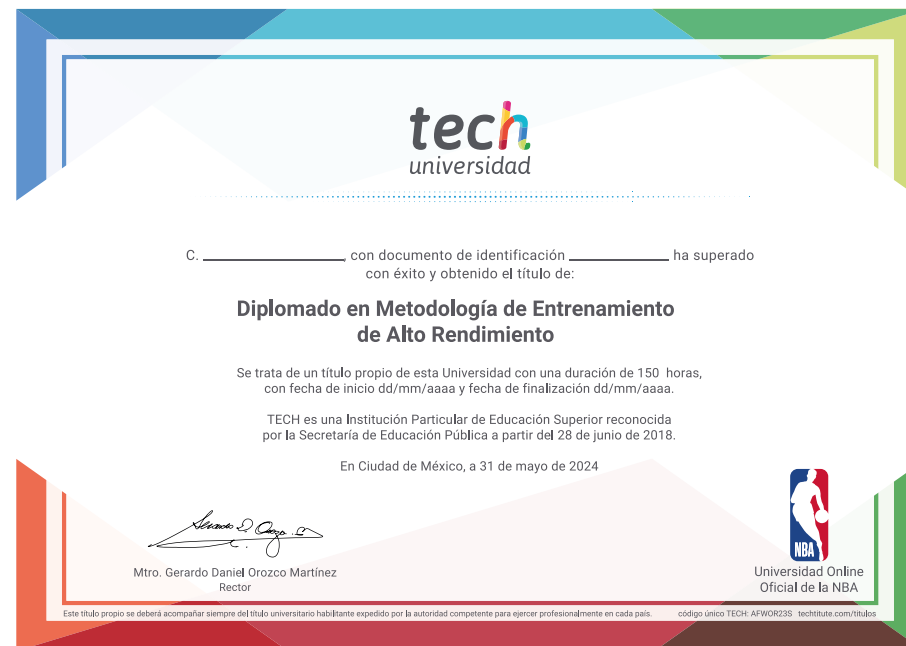 tech
universidad
C. ________________, con documento de identificación ___________ ha superado
con éxito y obtenido el título de:
Diplomado en Metodología de Entrenamiento
de Alto Rendimiento
Se trata de un título propio de esta Universidad con una duración de 150 horas,
con fecha de inicio dd/mm/aaaa y fecha de finalización dd/mm/aaaa.
TECH es una Institución Particular de Educación Superior reconocida
por la Secretaría de Educación Pública a partir del 28 de junio de 2018.
En Ciudad de México, a 31 de mayo de 2024
Mtro. Gerardo Daniel Orozco Martínez
Rector
NBA
Universidad Online
Oficial de la NBA
Este título propio se deberá acompañar siempre del título universitario habilitante expedido por la autoridad competente para ejercer profesionalmente en cada país. código único TECH: AFWOR23S techtitute.com/titulos